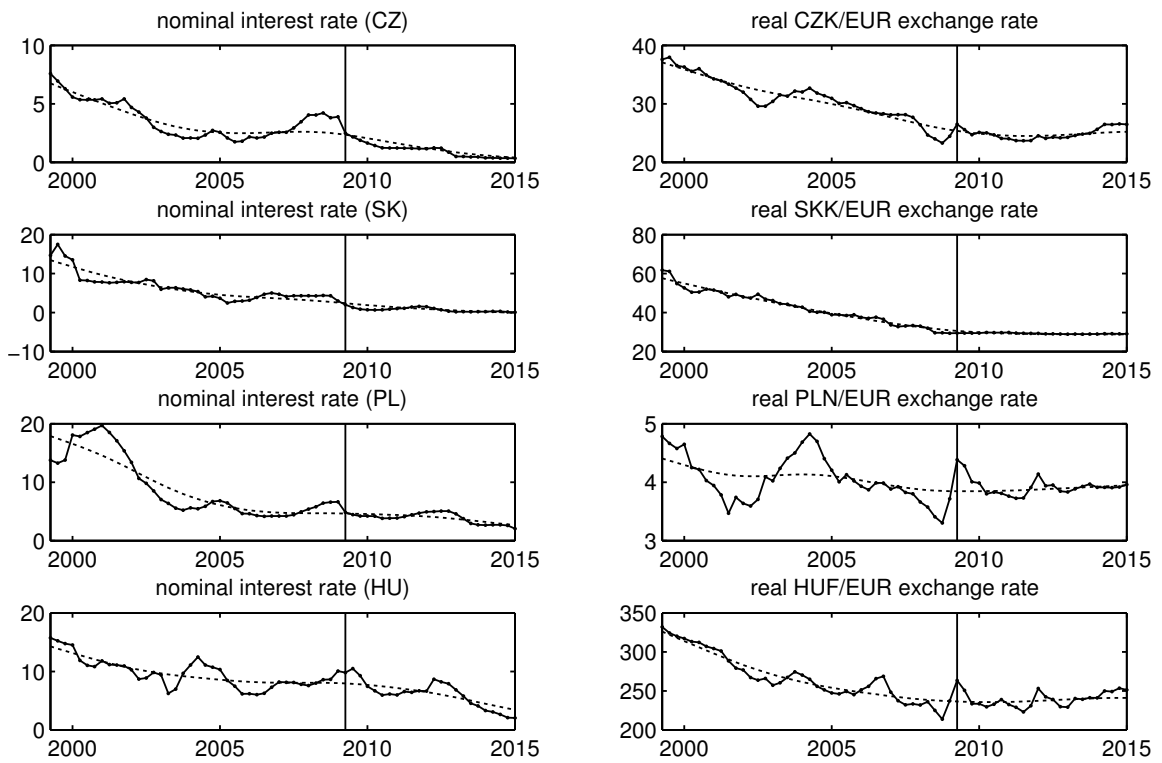 nominal interest rate (CZ)
10
5
0
2000 2005 2010 2015
real CZK/EUR exchange rate
40
30
20
2000 2005 2010 2015
nominal interest rate (SK)
20
10
0
−10
2000 2005 2010 2015
real SKK/EUR exchange rate
80
60
40
20
2000 2005 2010 2015
nominal interest rate (PL)
20
10
0
2000 2005 2010 2015
real PLN/EUR exchange rate
5
4
3
2000 2005 2010 2015
nominal interest rate (HU)
20
10
0
2000 2005 2010 2015
real HUF/EUR exchange rate
350
300
250
200
2000 2005 2010 2015